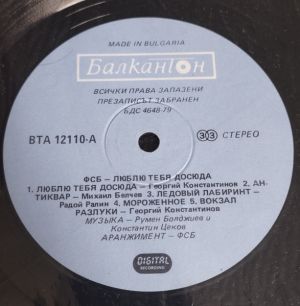 MADE IN BULGARIA
Балкантон
ВСИЧКИ ПРАВА ЗАПАЗЕНИ
ПРЕЗАПИСЪТ ЗАБРАНЕН
БДС 4648-79
ВТА 12110-А
33 СТЕРЕО
ФСБ – ЛЮБЛЮ ТЕБЯ ДОСЮДА
1. ЛЮБЛЮ ТЕБЯ ДОСЮДА – Георгий Константинов 2. АН-
ТИКВАР – Михаил Белчев 3. ЛЕДОВЫЙ ЛАБИРИНТ –
Радой Ралин 4. МОРОЖЕННОЕ 5. ВОКЗАЛ
РАЗЛУКИ – Георгий Константинов
МУЗЫКА – Румен Бояджиев и
Константин Цеков
АРАНЖИМЕНТ – ФСБ
DIGITAL
RECORDING